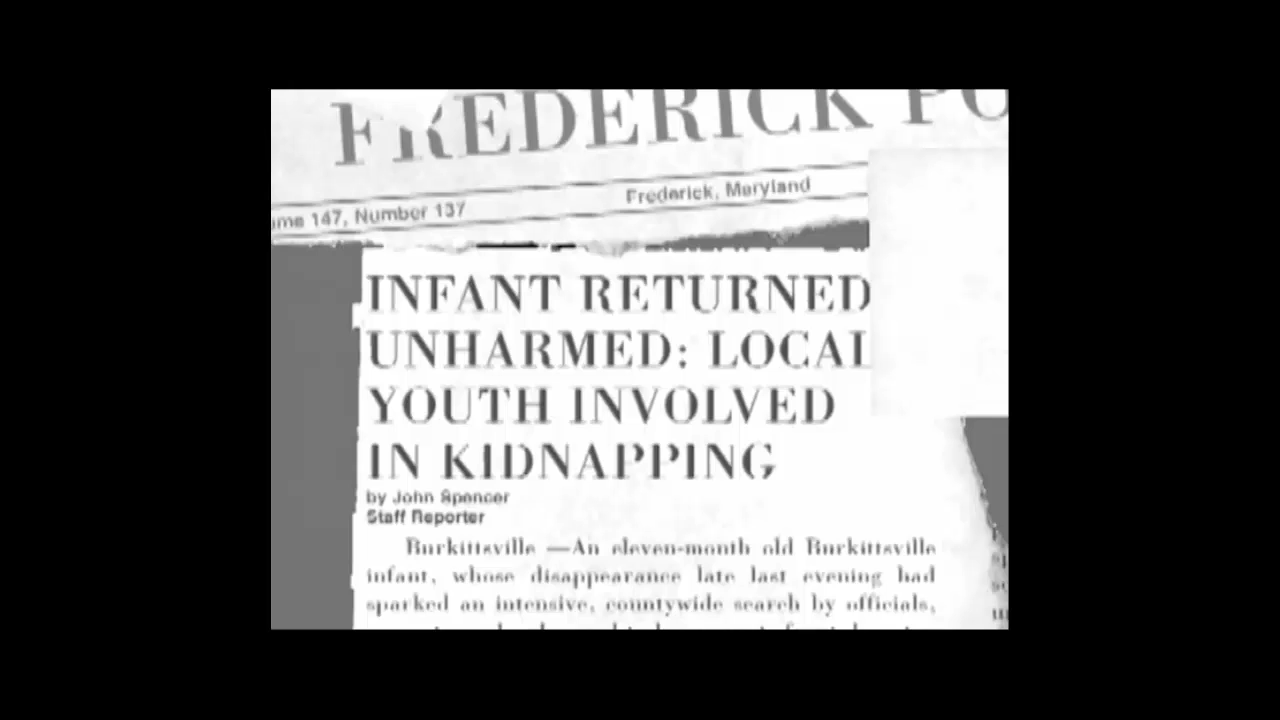 FREDERICK PO
ume 147, Number 137
Frederick, Maryland
INFANT RETURNED
UNHARMED: LOCAL
YOUTH INVOLVED
IN KIDNAPPING
by John Spencer
Staff Reporter
Burkittsville —An eleven-month old Burkittsville
infant, whose disappearance late last evening had
sparked an intensive, countywide search by officials,